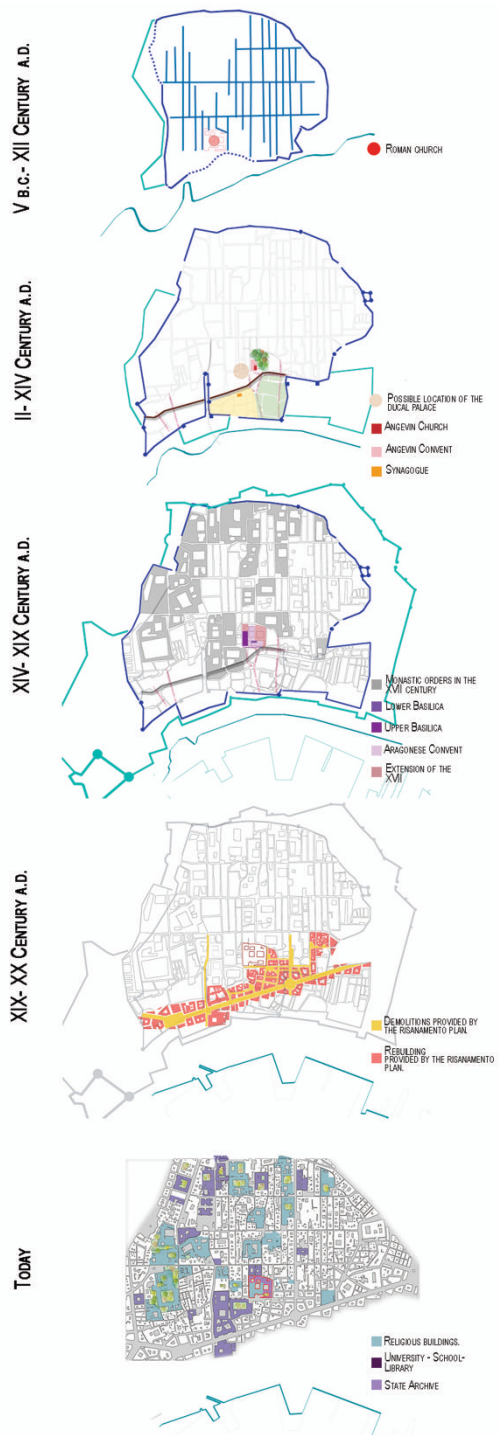 V B.C.- XII CENTURY A.D.
ROMAN CHURCH
II- XIV CENTURY A.D.
POSSIBLE LOCATION OF THE
DUCAL PALACE
ANGEVIN CHURCH
ANGEVIN CONVENT
SYNAGOGUE
XIV- XIX CENTURY A.D.
MONASTIC ORDERS IN THE
XVII CENTURY
LOWER BASILICA
UPPER BASILICA
ARAGONESE CONVENT
EXTENSION OF THE
XVII
XIX- XX CENTURY A.D.
DEMOLITIONS PROVIDED BY
THE RISANAMENTO PLAN.
REBUILDING
PROVIDED BY THE RISANAMENTO
PLAN.
TODAY
RELIGIOUS BUILDINGS.
UNIVERSITY - SCHOOL-
LIBRARY
STATE ARCHIVE